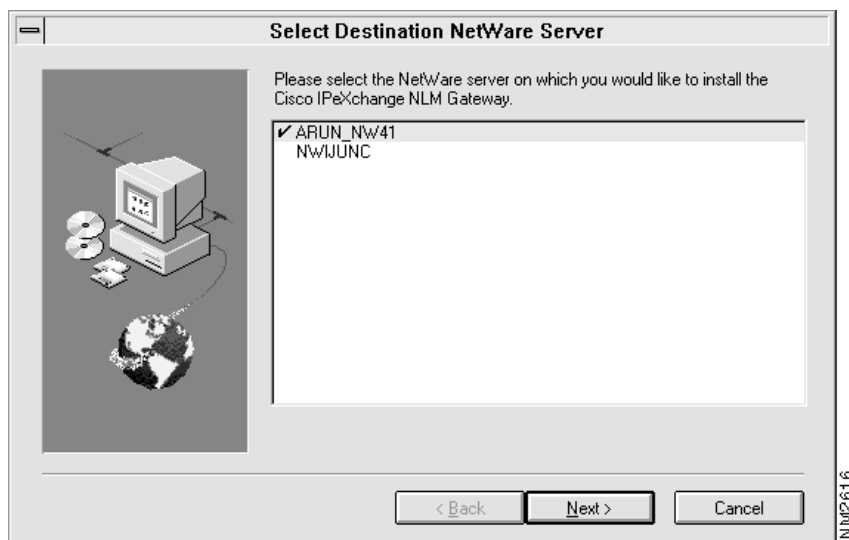 Select Destination NetWare Server
Please select the NetWare server on which you would like to install the
Cisco IPeXchange NLM Gateway.
✔ ARUN_NW41
NWIJUNC
< Back
Next >
Cancel
NM2616